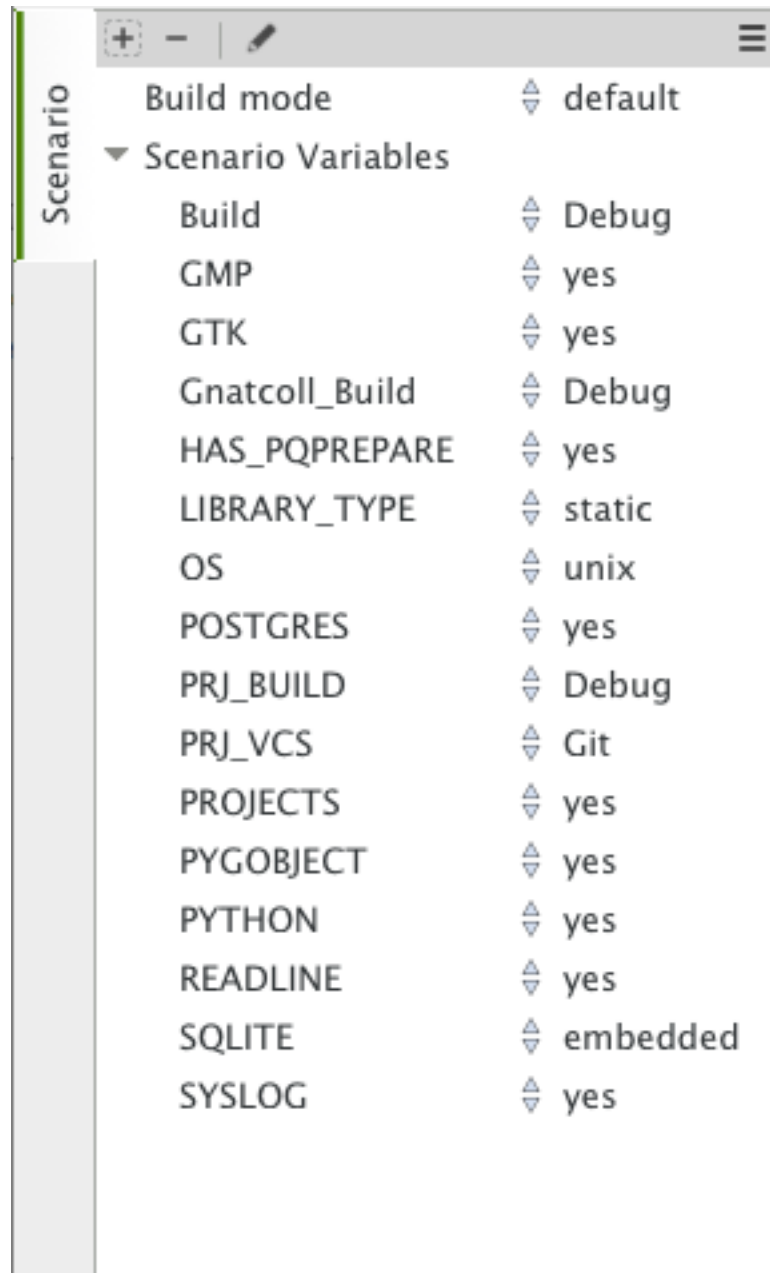 Scenario
Build mode default
Scenario Variables
Build Debug
GMP yes
GTK yes
Gnatcoll_Build Debug
HAS_PQPREPARE yes
LIBRARY_TYPE static
OS unix
POSTGRES yes
PRJ_BUILD Debug
PRJ_VCS Git
PROJECTS yes
PYGOBJECT yes
PYTHON yes
READLINE yes
SQLITE embedded
SYSLOG yes